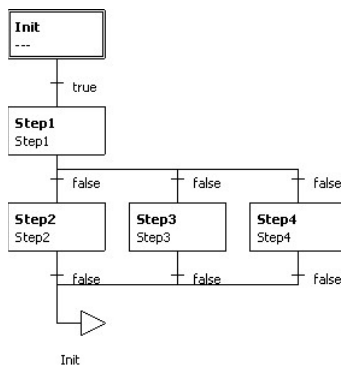 Init
---
true
Step1
Step1
false false false
Step2 Step3 Step4
Step2 Step3 Step4
false false false
Init